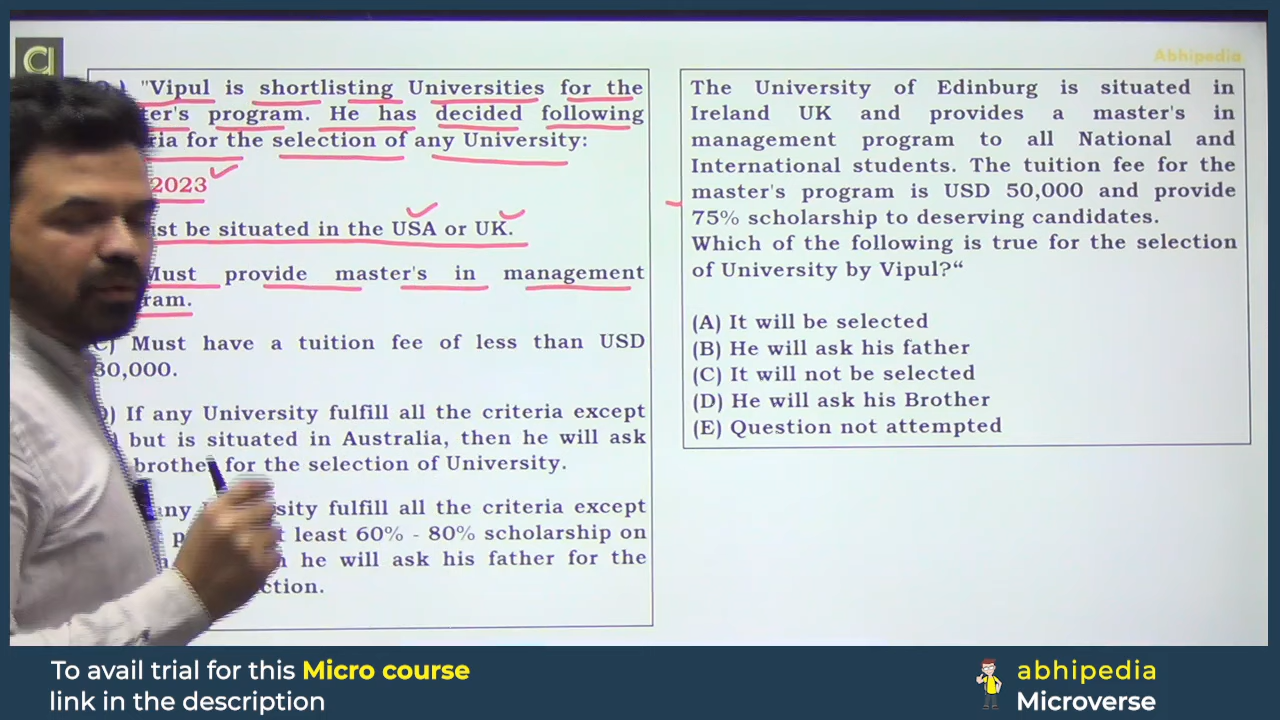 Abhipedia
"Vipul is shortlisting Universities for the
program. He has decided following
for the selection of any University:
2023
be situated in the USA or UK.
Must provide master's in management
C) Must have a tuition fee of less than USD
30,000.
If any University fulfill all the criteria except
but is situated in Australia, then he will ask
brother for the selection of University.
any fulfill all the criteria except
least 60% - 80% scholarship on
he will ask his father for the
The University of Edinburg is situated in
Ireland UK and provides a master's in
management program to all National and
International students. The tuition fee for the
master's program is USD 50,000 and provide
75% scholarship to deserving candidates.
Which of the following is true for the selection
of University by Vipul?“
(A) It will be selected
(B) He will ask his father
(C) It will not be selected
(D) He will ask his Brother
(E) Question not attempted
To avail trial for this Micro course
link in the description
abhipedia
Microverse